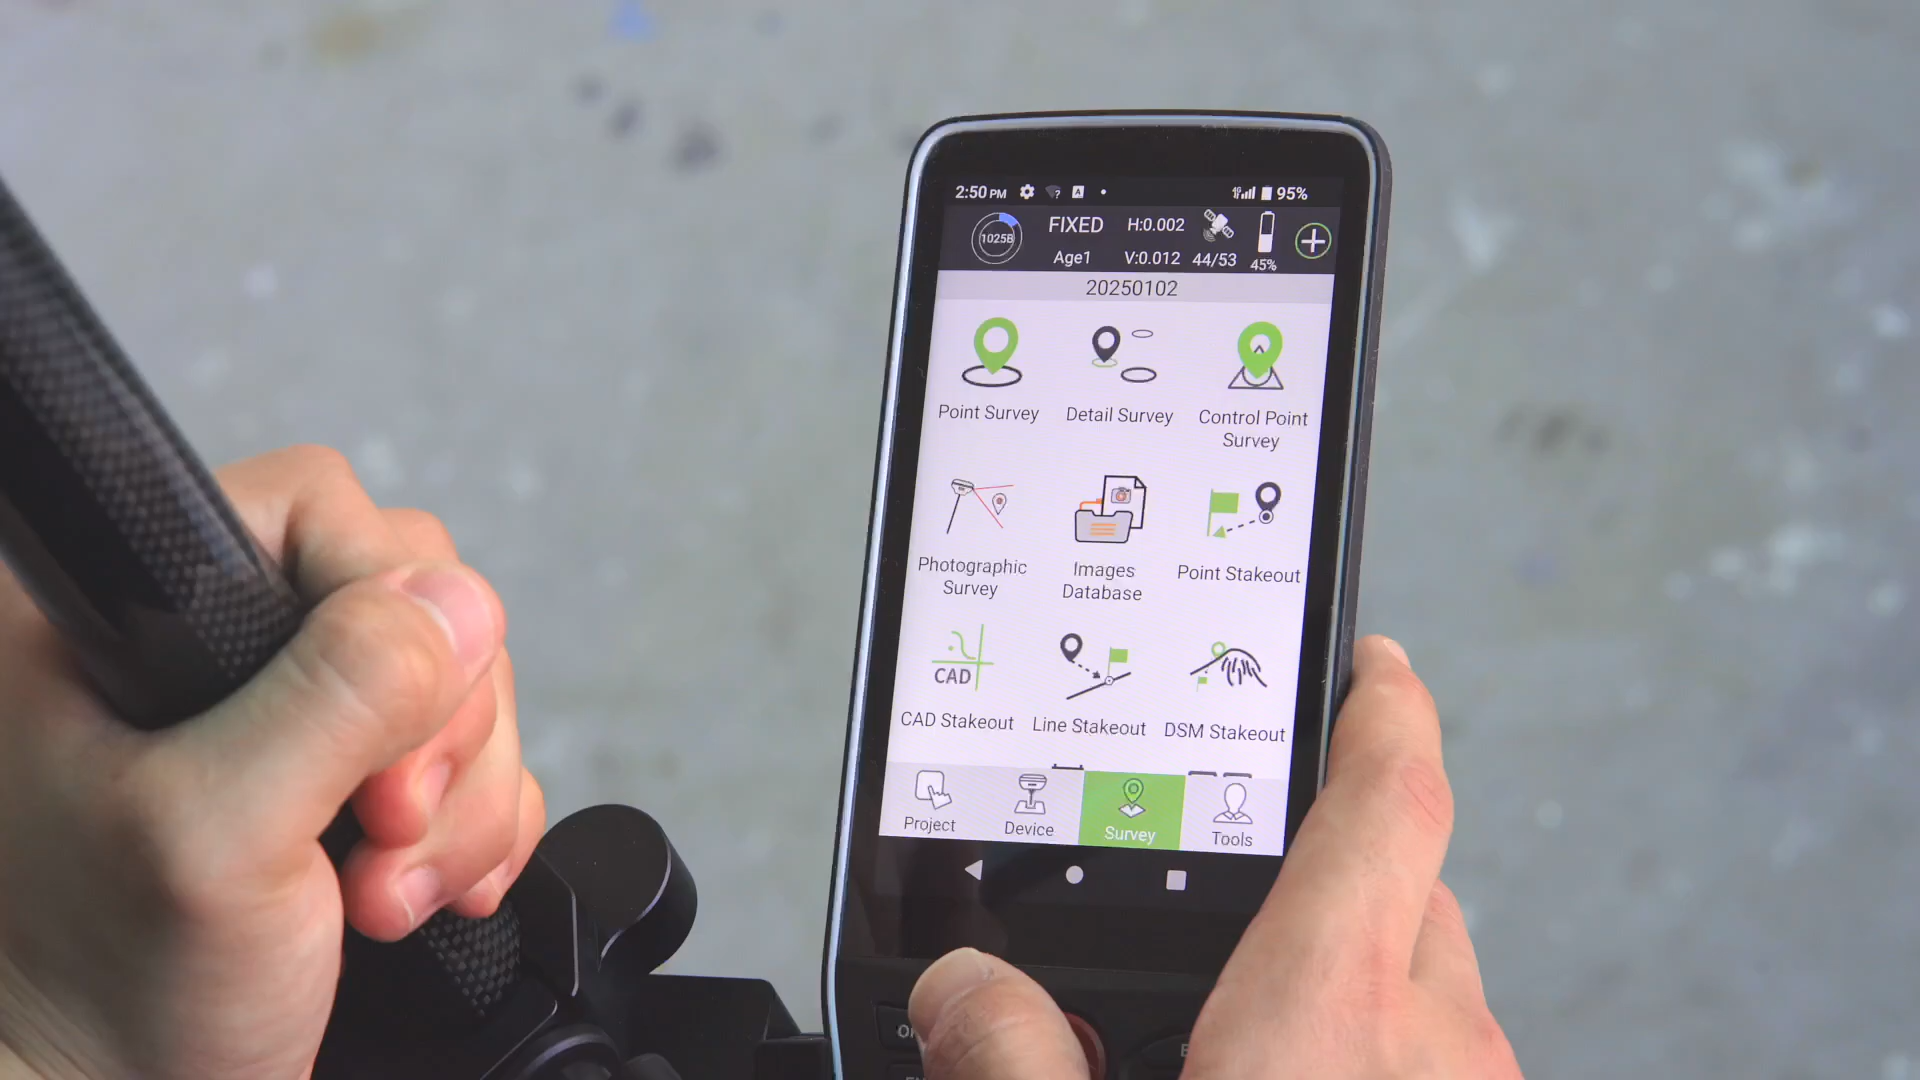 2:50 PM ? A 4G 95%
1025B FIXED H:0.002
Age1 V:0.012 44/53 45%
20250102
Point Survey Detail Survey Control Point
Survey
Photographic
Survey
Images
Database
Point Stakeout
CAD
CAD Stakeout Line Stakeout DSM Stakeout
Project Device Survey Tools